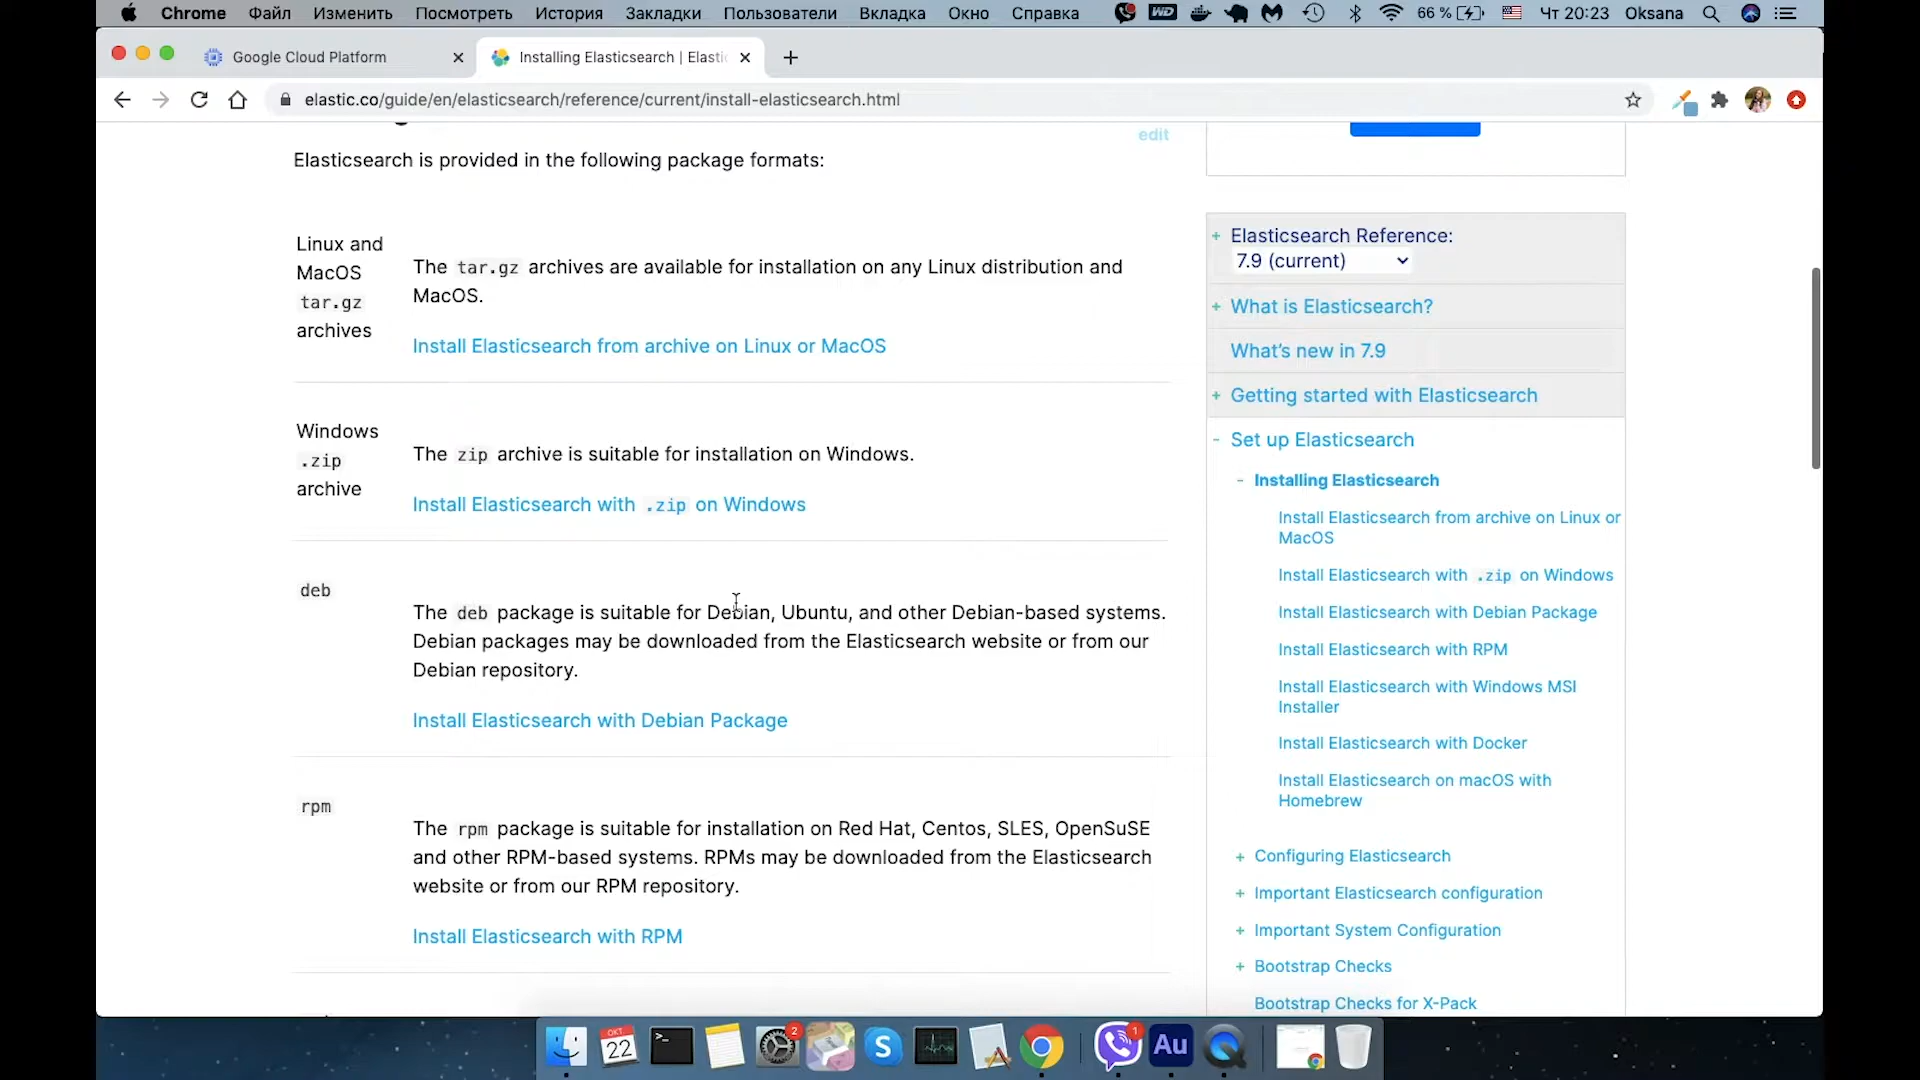 Chrome Файл Изменить Посмотреть История Закладки Пользователи Вкладка Окно Справка WD 66 % Чт 20:23 Oksana
Google Cloud Platform
Installing Elasticsearch | Elastic
elastic.co/guide/en/elasticsearch/reference/current/install-elasticsearch.html
edit
Elasticsearch is provided in the following package formats:
Linux and
MacOS
tar.gz
archives
The tar.gz archives are available for installation on any Linux distribution and
MacOS.
Install Elasticsearch from archive on Linux or MacOS
Windows
.zip
archive
The zip archive is suitable for installation on Windows.
Install Elasticsearch with .zip on Windows
deb
The deb package is suitable for Debian, Ubuntu, and other Debian-based systems.
Debian packages may be downloaded from the Elasticsearch website or from our
Debian repository.
Install Elasticsearch with Debian Package
rpm
The rpm package is suitable for installation on Red Hat, Centos, SLES, OpenSuSE
and other RPM-based systems. RPMs may be downloaded from the Elasticsearch
website or from our RPM repository.
Install Elasticsearch with RPM
+ Elasticsearch Reference:
7.9 (current)
+ What is Elasticsearch?
What’s new in 7.9
+ Getting started with Elasticsearch
- Set up Elasticsearch
- Installing Elasticsearch
Install Elasticsearch from archive on Linux or
MacOS
Install Elasticsearch with .zip on Windows
Install Elasticsearch with Debian Package
Install Elasticsearch with RPM
Install Elasticsearch with Windows MSI
Installer
Install Elasticsearch with Docker
Install Elasticsearch on macOS with
Homebrew
+ Configuring Elasticsearch
+ Important Elasticsearch configuration
+ Important System Configuration
+ Bootstrap Checks
Bootstrap Checks for X-Pack
ОКТ
22
2
S
1
Au